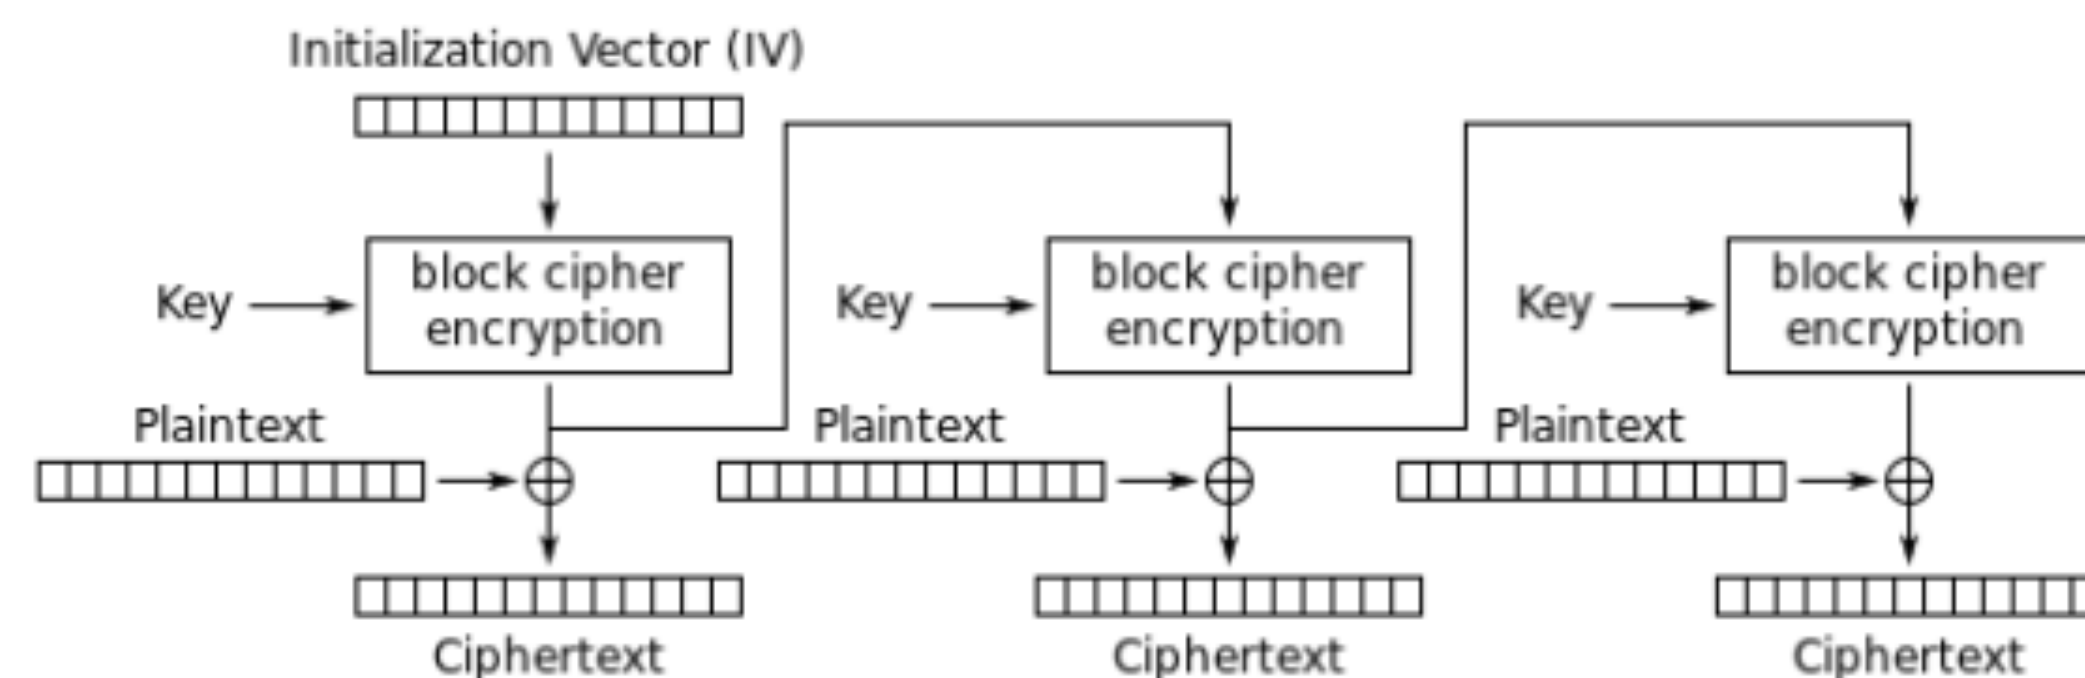 Initialization Vector (IV)
Key
block cipher
encryption
Key
block cipher
encryption
Key
block cipher
encryption
Plaintext
Plaintext
Plaintext
Ciphertext
Ciphertext
Ciphertext